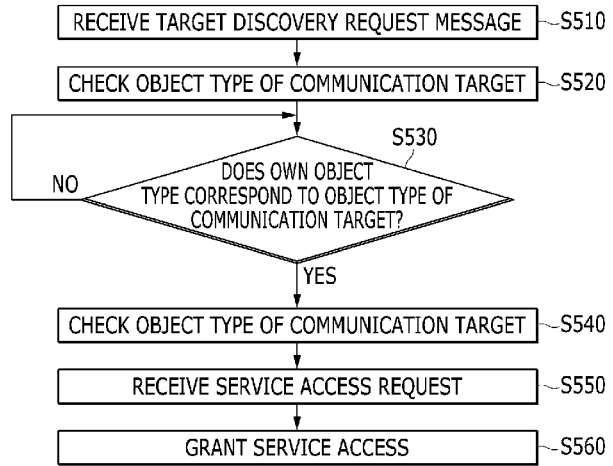 RECEIVE TARGET DISCOVERY REQUEST MESSAGE S510
CHECK OBJECT TYPE OF COMMUNICATION TARGET S520
S530
DOES OWN OBJECT
TYPE CORRESPOND TO OBJECT TYPE OF
COMMUNICATION TARGET?
NO
YES
CHECK OBJECT TYPE OF COMMUNICATION TARGET S540
RECEIVE SERVICE ACCESS REQUEST S550
GRANT SERVICE ACCESS S560